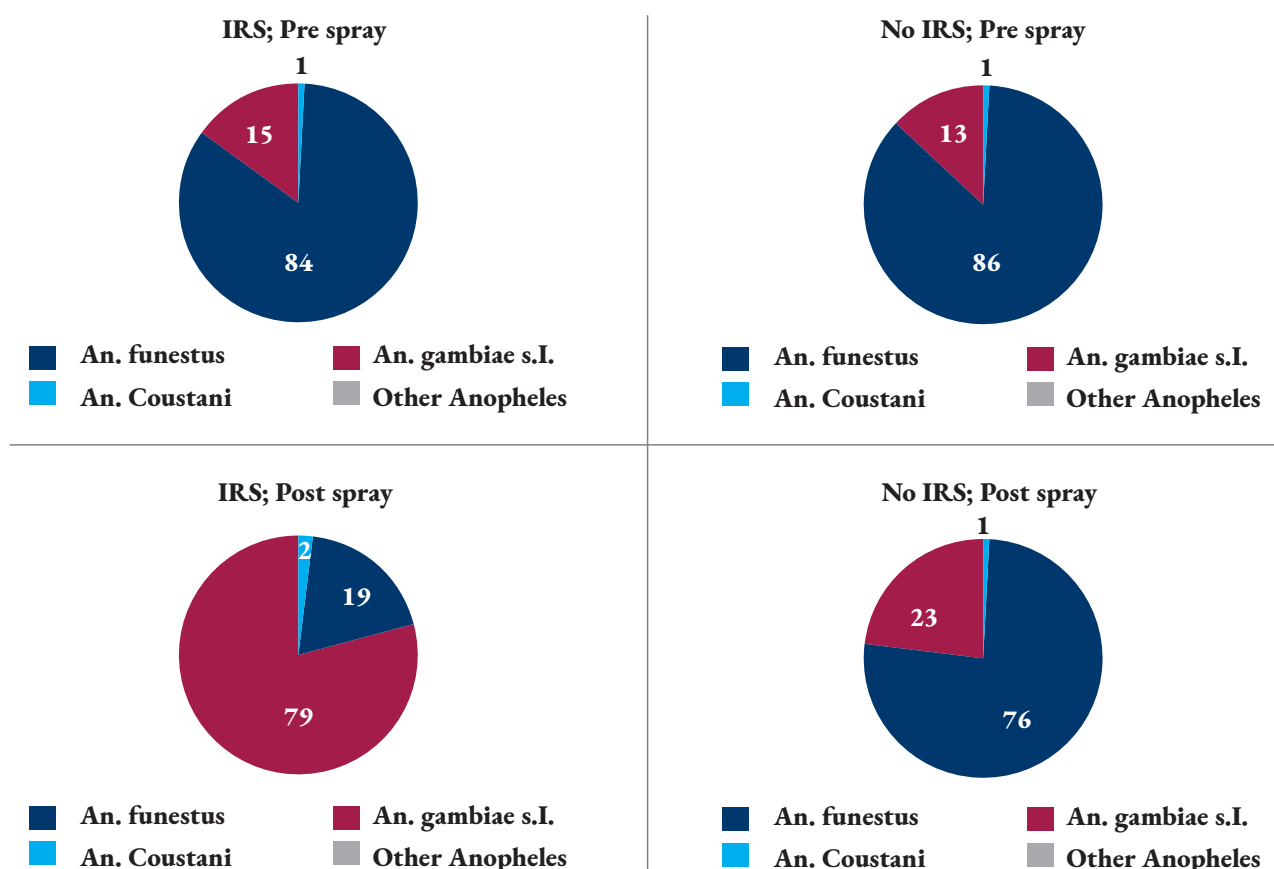 IRS; Pre spray
1
15
84
An. funestus An. gambiae s.I.
An. Coustani Other Anopheles
No IRS; Pre spray
1
13
86
An. funestus An. gambiae s.I.
An. Coustani Other Anopheles
IRS; Post spray
2
19
79
An. funestus An. gambiae s.I.
An. Coustani Other Anopheles
No IRS; Post spray
1
23
76
An. funestus An. gambiae s.I.
An. Coustani Other Anopheles